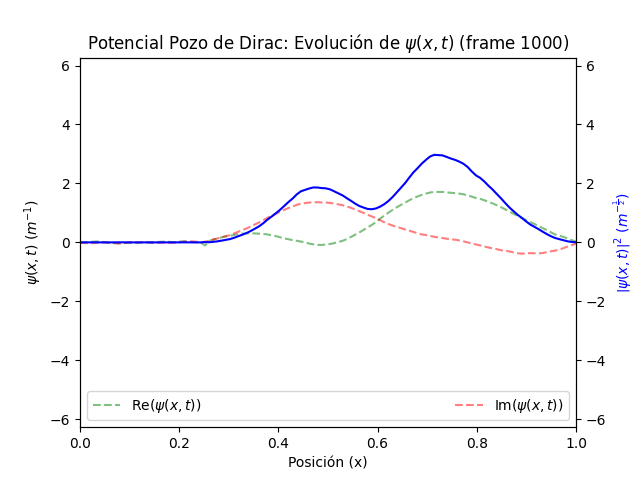 Potencial Pozo de Dirac: Evolución de ψ(x, t) (frame 1000)
6
4
2
0
−2
−4
−6
ψ(x, t) (m⁻¹)
6
4
2
0
−2
−4
−6
|ψ(x, t)|² (m^{-\frac{1}{2}})
Re(ψ(x, t))
Im(ψ(x, t))
0.0 0.2 0.4 0.6 0.8 1.0
Posición (x)